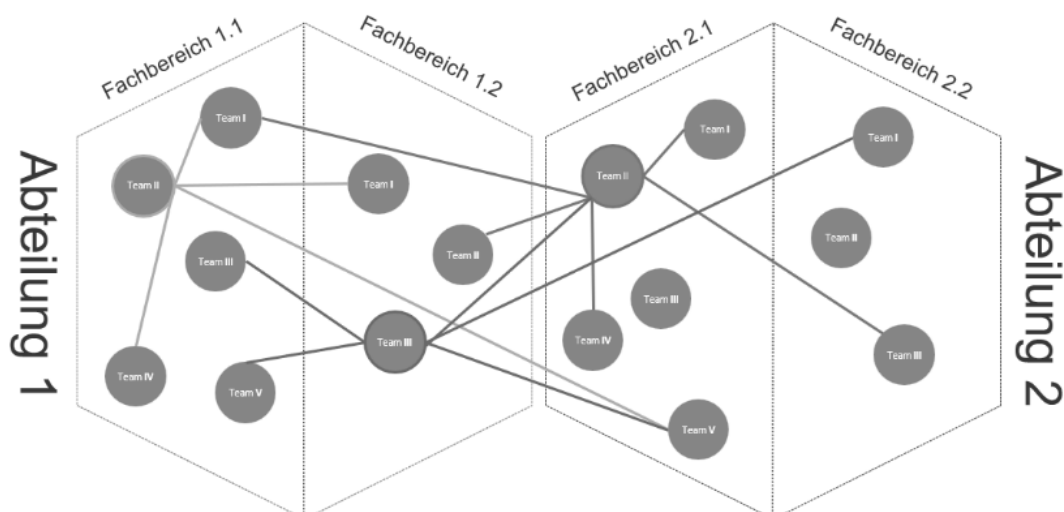 Abteilung 1
Fachbereich 1.1
Fachbereich 1.2
Team I
Team II
Team III
Team IV
Team V
Team I
Team II
Team III
Fachbereich 2.1
Fachbereich 2.2
Team I
Team II
Team III
Team IV
Team V
Team I
Team II
Team III
Abteilung 2